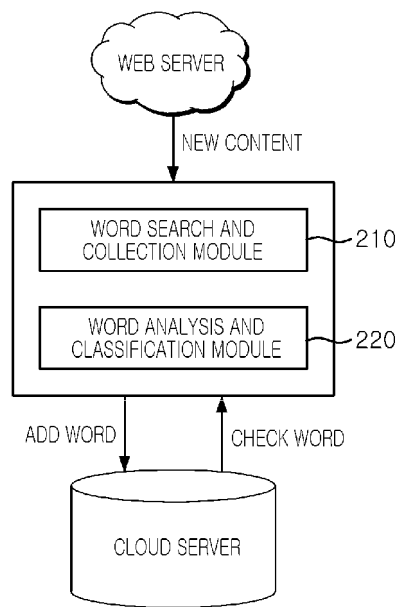 WEB SERVER
NEW CONTENT
WORD SEARCH AND
COLLECTION MODULE
210
WORD ANALYSIS AND
CLASSIFICATION MODULE
220
ADD WORD
CHECK WORD
CLOUD SERVER